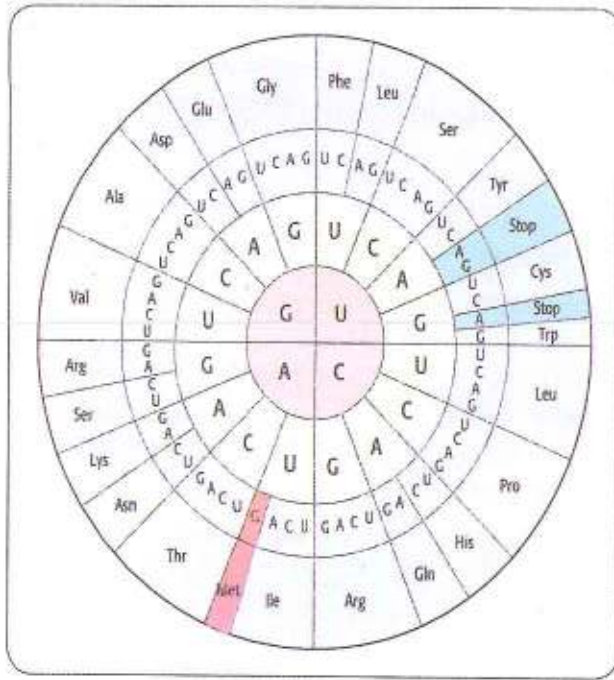 Phe
Leu
Ser
Tyr
Stop
Cys
Stop
Trp
Leu
Pro
His
Gln
Arg
Ile
Met
Thr
Asn
Lys
Ser
Arg
Val
Ala
Asp
Glu
Gly
U C A G U C A G U C A G U C A G
U C A G U C A G U C A G U C A G
U C A G U C A G U C A G U C A G
U C A G U C A G U C A G U C A G
U C A G
U C A G
U C A G
U C A G
G U
A C